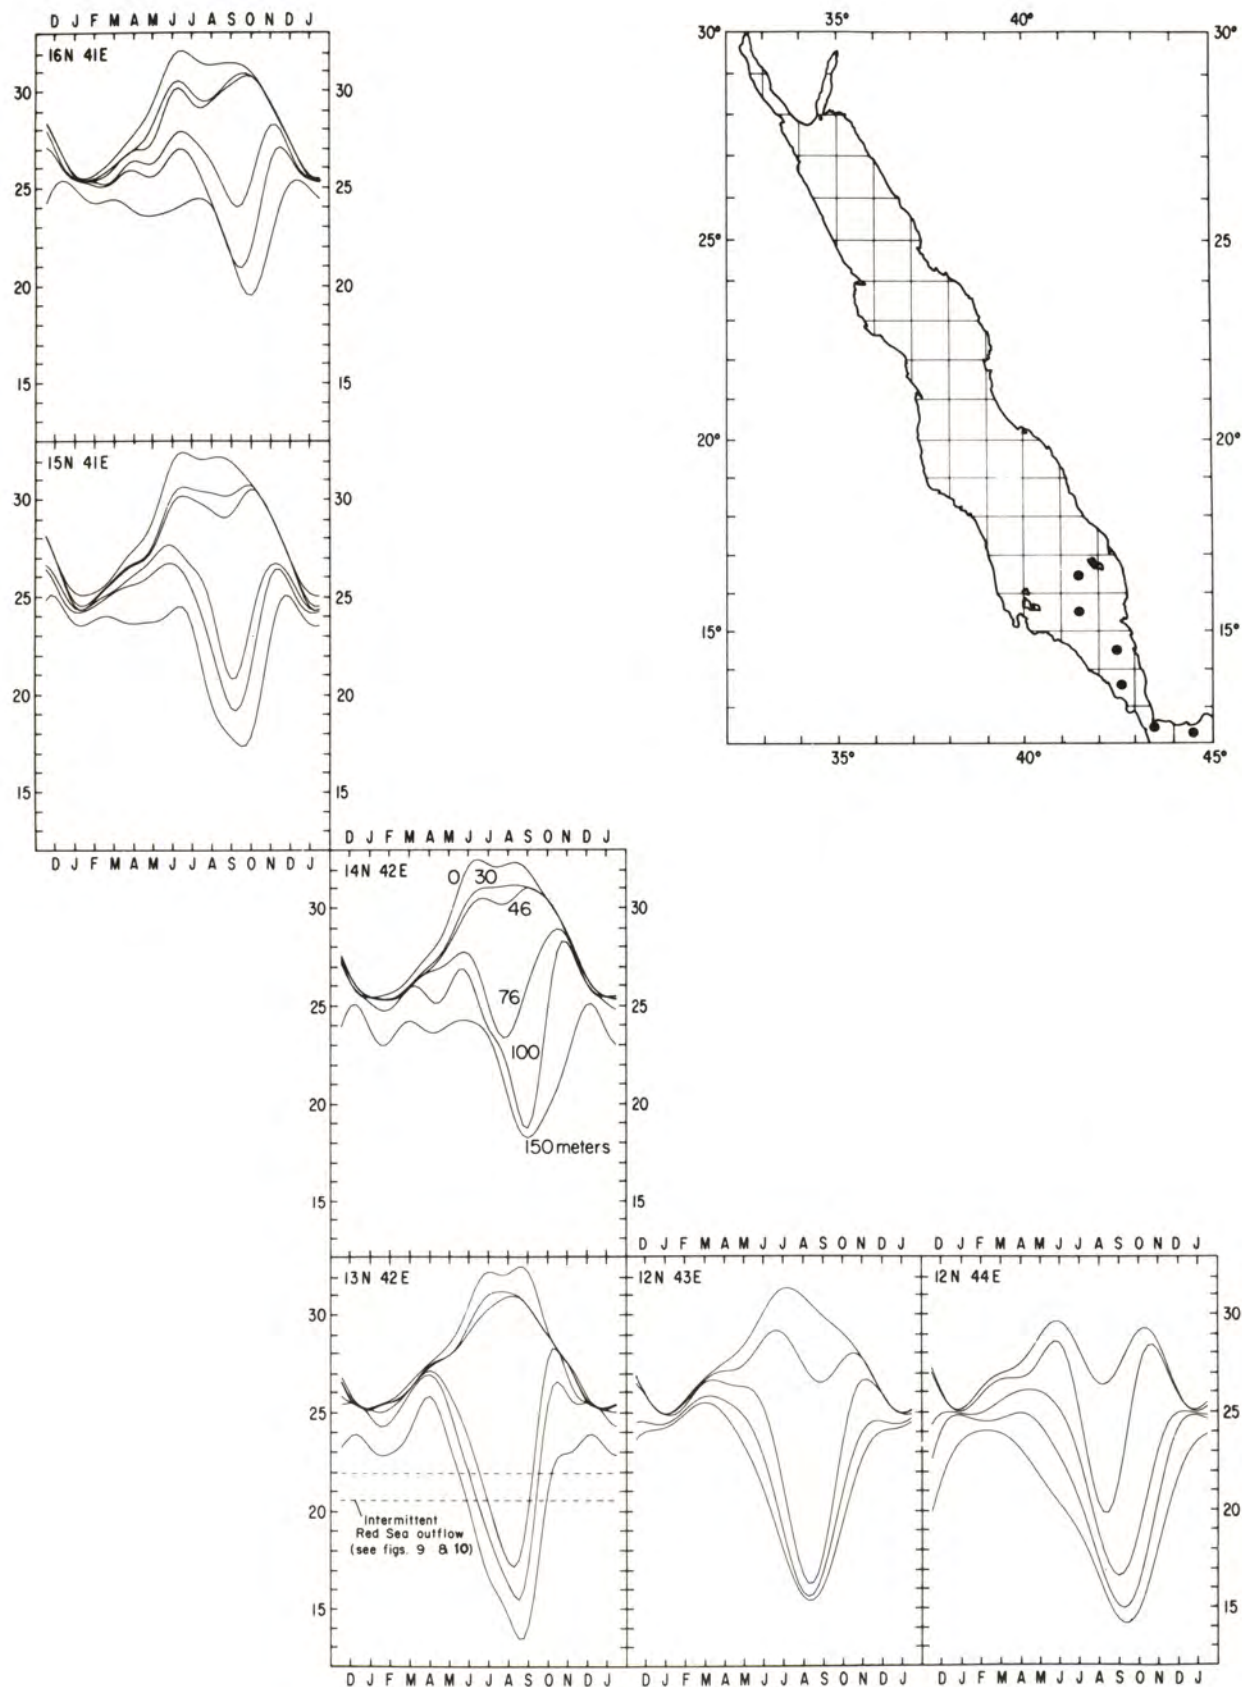 D J F M A M J J A S O N D J
16N 41E
30
25
20
15
30
25
20
15
15N 41E
30
25
20
15
30
25
20
15
D J F M A M J J A S O N D J
35° 40°
30° 30°
25° 25
20° 20°
15° 15°
35° 40° 45°
D J F M A M J J A S O N D J
14N 42E
0 30
46
76
100
150 meters
30
25
20
15
30
25
20
15
13N 42E
30
25
20
15
Intermittent
Red Sea outflow
(see figs. 9 & 10)
D J F M A M J J A S O N D J
D J F M A M J J A S O N D J
12N 43E
D J F M A M J J A S O N D J
D J F M A M J J A S O N D J
12N 44E
30
25
20
15
D J F M A M J J A S O N D J